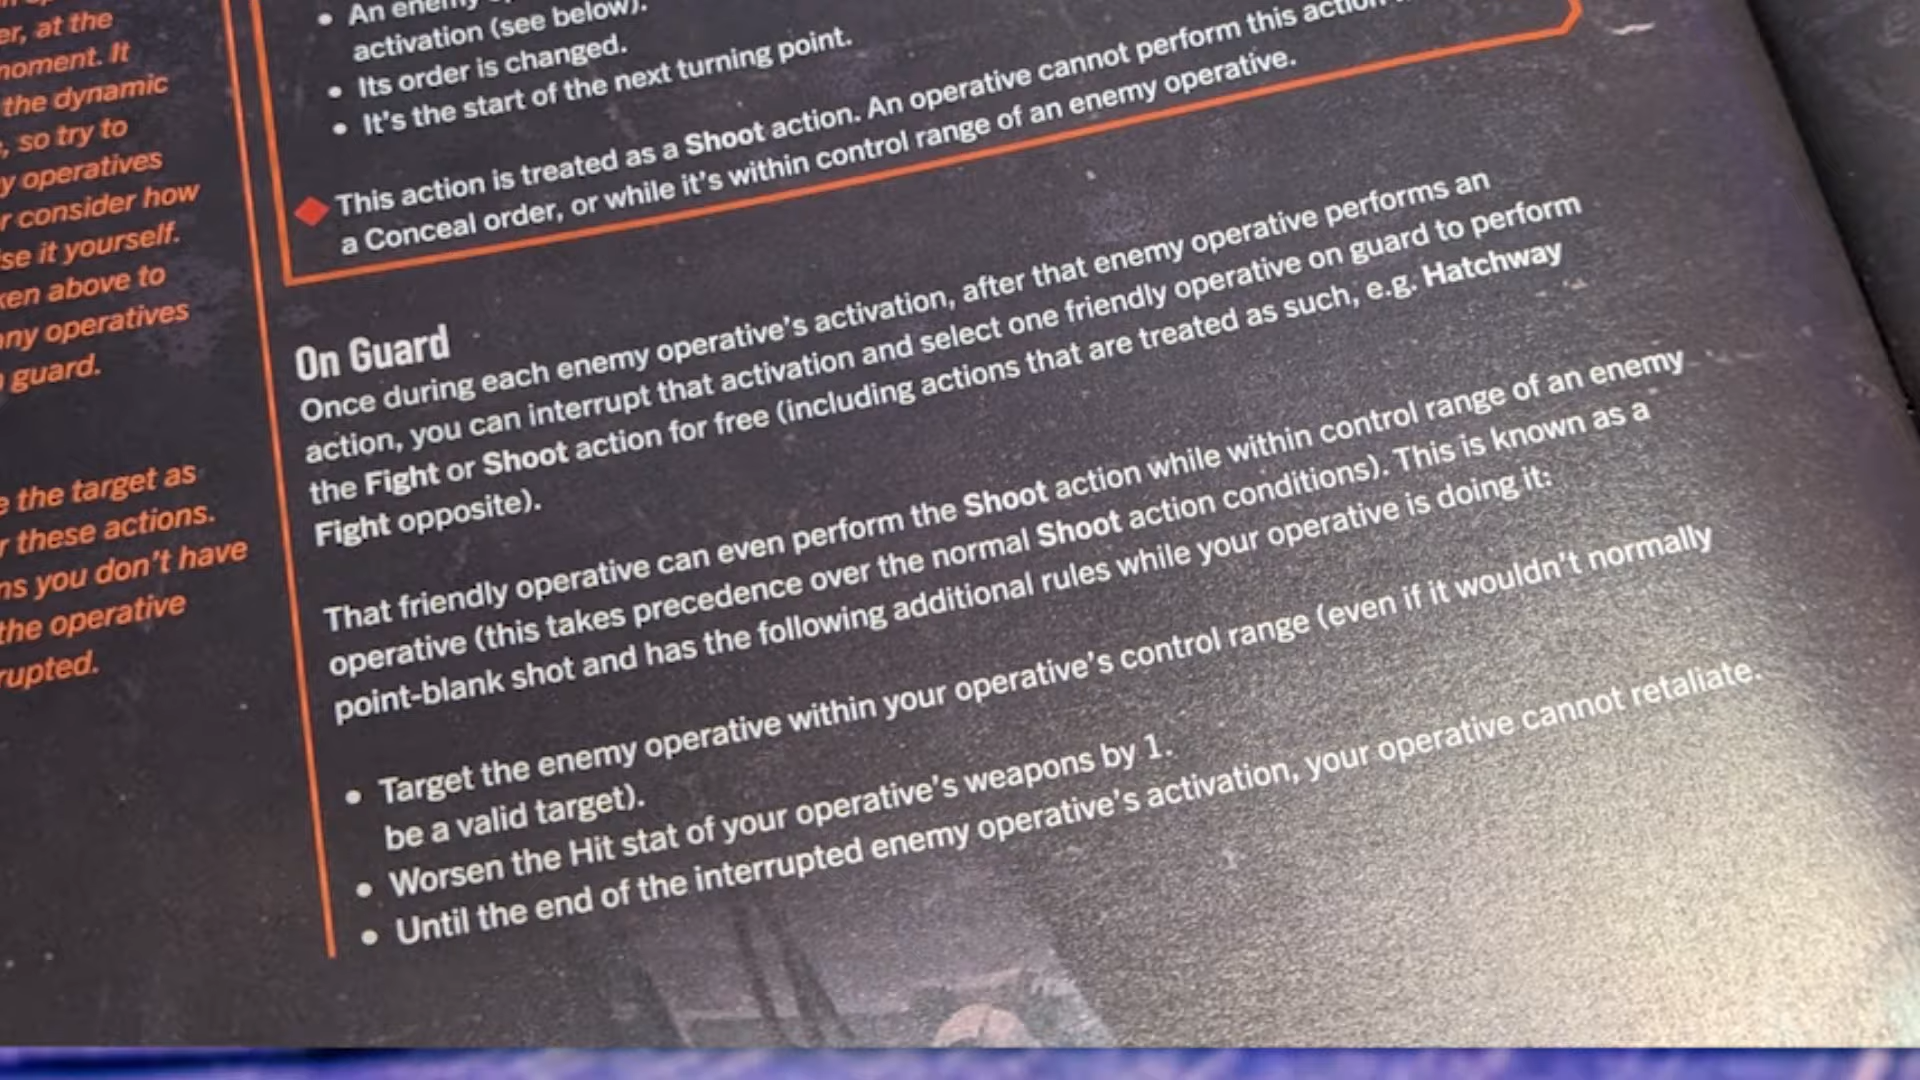 er, at the
moment. It
the dynamic
, so try to
y operatives
r consider how
se it yourself.
ken above to
any operatives
guard.
e the target as
r these actions.
ns you don't have
the operative
rupted.
• An enemy
activation (see below).
• Its order is changed.
• It's the start of the next turning point.
This action is treated as a Shoot action. An operative cannot perform this action
a Conceal order, or while it's within control range of an enemy operative.
On Guard
Once during each enemy operative's activation, after that enemy operative performs an
action, you can interrupt that activation and select one friendly operative on guard to perform
the Fight or Shoot action for free (including actions that are treated as such, e.g. Hatchway
Fight opposite).
That friendly operative can even perform the Shoot action while within control range of an enemy
operative (this takes precedence over the normal Shoot action conditions). This is known as a
point-blank shot and has the following additional rules while your operative is doing it:
• Target the enemy operative within your operative's control range (even if it wouldn't normally
be a valid target).
• Worsen the Hit stat of your operative's weapons by 1.
• Until the end of the interrupted enemy operative's activation, your operative cannot retaliate.